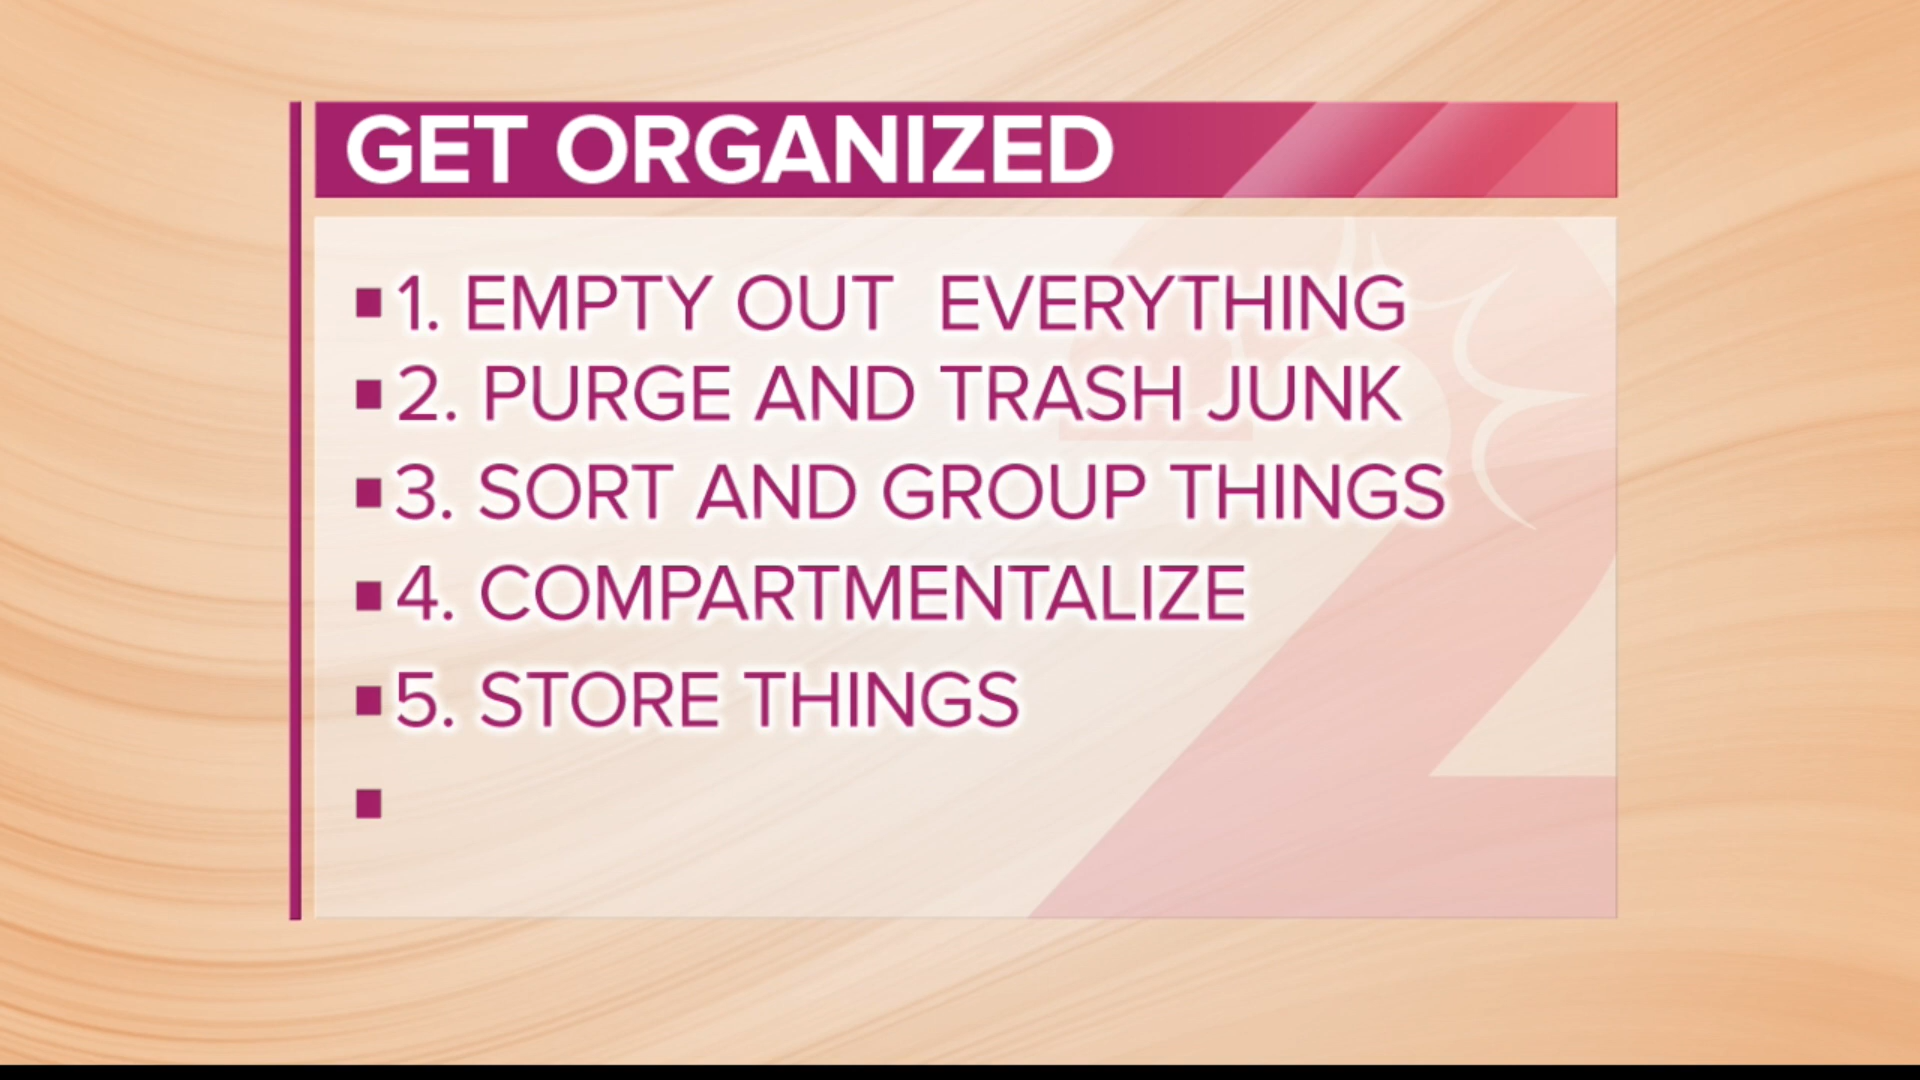 GET ORGANIZED
▪ 1. EMPTY OUT  EVERYTHING
▪ 2. PURGE AND TRASH JUNK
▪ 3. SORT AND GROUP THINGS
▪ 4. COMPARTMENTALIZE
▪ 5. STORE THINGS
▪
2